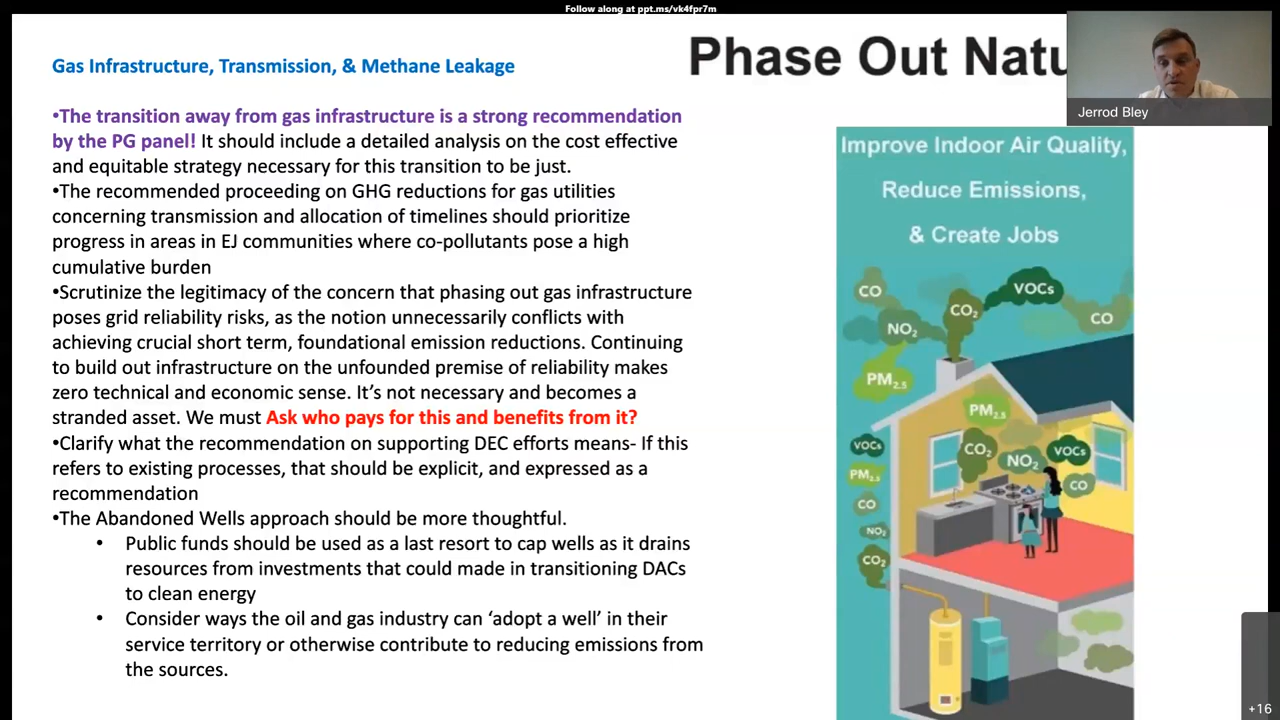 Follow along at ppt.ms/vk4fpr7m
Gas Infrastructure, Transmission, & Methane Leakage
•The transition away from gas infrastructure is a strong recommendation
by the PG panel! It should include a detailed analysis on the cost effective
and equitable strategy necessary for this transition to be just.
•The recommended proceeding on GHG reductions for gas utilities
concerning transmission and allocation of timelines should prioritize
progress in areas in EJ communities where co-pollutants pose a high
cumulative burden
•Scrutinize the legitimacy of the concern that phasing out gas infrastructure
poses grid reliability risks, as the notion unnecessarily conflicts with
achieving crucial short term, foundational emission reductions. Continuing
to build out infrastructure on the unfounded premise of reliability makes
zero technical and economic sense. It’s not necessary and becomes a
stranded asset. We must Ask who pays for this and benefits from it?
•Clarify what the recommendation on supporting DEC efforts means- If this
refers to existing processes, that should be explicit, and expressed as a
recommendation
•The Abandoned Wells approach should be more thoughtful.
• Public funds should be used as a last resort to cap wells as it drains
resources from investments that could made in transitioning DACs
to clean energy
• Consider ways the oil and gas industry can ‘adopt a well’ in their
service territory or otherwise contribute to reducing emissions from
the sources.
Phase Out Natu
Jerrod Bley
Improve Indoor Air Quality,
Reduce Emissions,
& Create Jobs
CO
VOCs
CO₂
CO
NO₂
PM₂.₅
PM₂.₅
VOCs
CO₂
VOCs
NO₂
PM₂.₅
CO
CO
NO₂
CO₂
+16